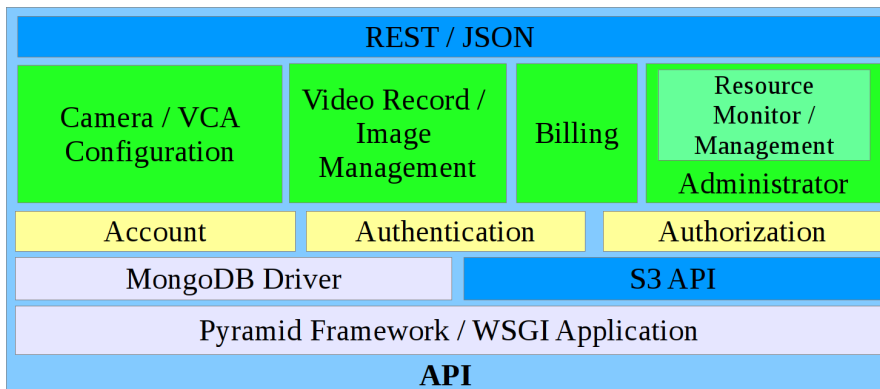 REST / JSON
Camera / VCA
Configuration
Video Record /
Image
Management
Billing
Resource
Monitor /
Management
Administrator
Account
Authentication
Authorization
MongoDB Driver
S3 API
Pyramid Framework / WSGI Application
API